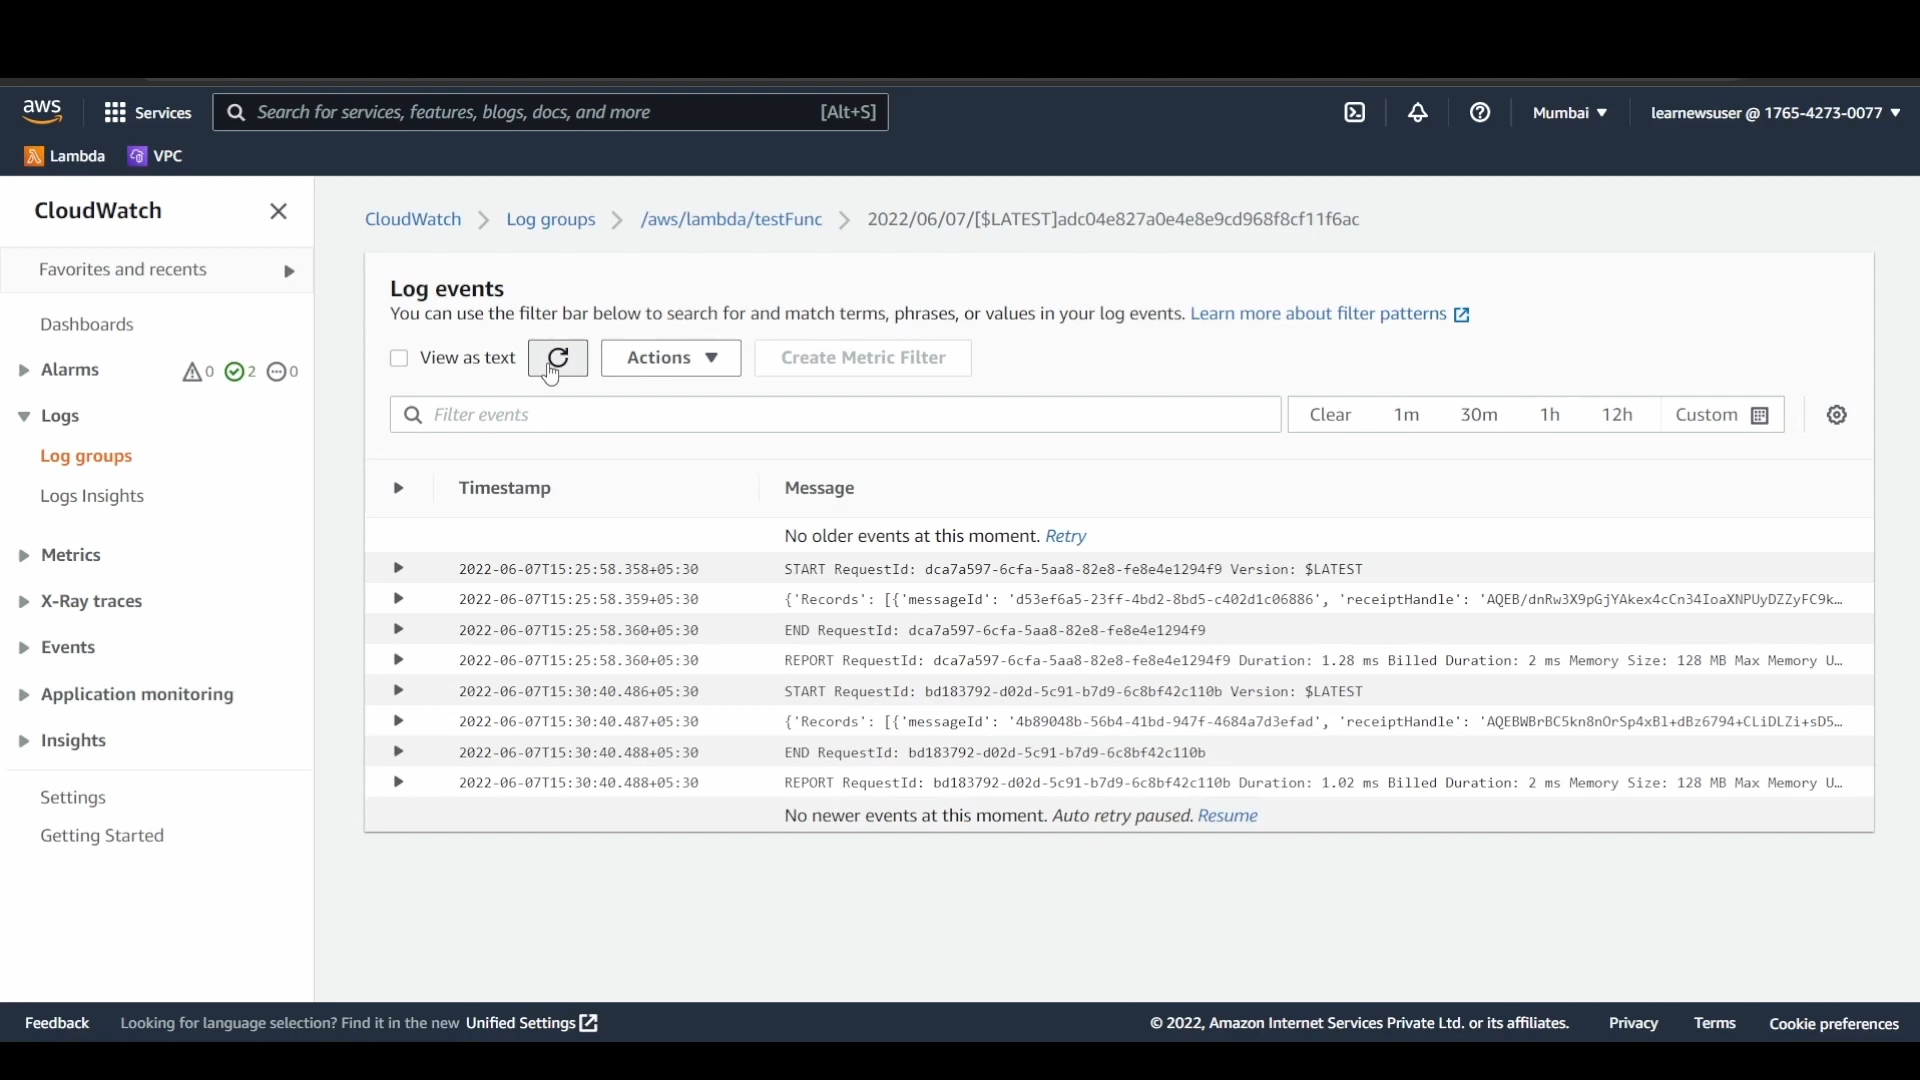 aws
Services
Search for services, features, blogs, docs, and more [Alt+S]
Mumbai
learnewsuser @ 1765-4273-0077
Lambda
VPC
CloudWatch
Favorites and recents
Dashboards
Alarms 0 2 0
Logs
Log groups
Logs Insights
Metrics
X-Ray traces
Events
Application monitoring
Insights
Settings
Getting Started
CloudWatch Log groups /aws/lambda/testFunc 2022/06/07/[$LATEST]adc04e827a0e4e8e9cd968f8cf11f6ac
Log events
You can use the filter bar below to search for and match terms, phrases, or values in your log events. Learn more about filter patterns
View as text Actions Create Metric Filter
Filter events Clear 1m 30m 1h 12h Custom
Timestamp Message
No older events at this moment. Retry
2022-06-07T15:25:58.358+05:30 START RequestId: dca7a597-6cfa-5aa8-82e8-fe8e4e1294f9 Version: $LATEST
2022-06-07T15:25:58.359+05:30 {'Records': [{'messageId': 'd53ef6a5-23ff-4bd2-8bd5-c402d1c06886', 'receiptHandle': 'AQEB/dnRw3X9pGjYAkex4cCn34IoaXNPUyDZZyFC9k…
2022-06-07T15:25:58.360+05:30 END RequestId: dca7a597-6cfa-5aa8-82e8-fe8e4e1294f9
2022-06-07T15:25:58.360+05:30 REPORT RequestId: dca7a597-6cfa-5aa8-82e8-fe8e4e1294f9 Duration: 1.28 ms Billed Duration: 2 ms Memory Size: 128 MB Max Memory U…
2022-06-07T15:30:40.486+05:30 START RequestId: bd183792-d02d-5c91-b7d9-6c8bf42c110b Version: $LATEST
2022-06-07T15:30:40.487+05:30 {'Records': [{'messageId': '4b89048b-56b4-41bd-947f-4684a7d3efad', 'receiptHandle': 'AQEBWBrBC5kn8nOrSp4xBl+dBz6794+CLiDLZi+sD5…
2022-06-07T15:30:40.488+05:30 END RequestId: bd183792-d02d-5c91-b7d9-6c8bf42c110b
2022-06-07T15:30:40.488+05:30 REPORT RequestId: bd183792-d02d-5c91-b7d9-6c8bf42c110b Duration: 1.02 ms Billed Duration: 2 ms Memory Size: 128 MB Max Memory U…
No newer events at this moment. Auto retry paused. Resume
Feedback Looking for language selection? Find it in the new Unified Settings © 2022, Amazon Internet Services Private Ltd. or its affiliates. Privacy Terms Cookie preferences